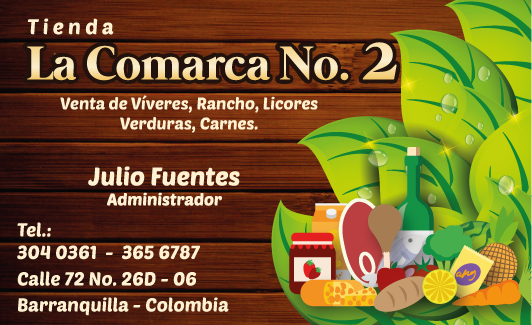 Tienda
La Comarca No. 2
Venta de Víveres, Rancho, Licores
Verduras, Carnes.
Julio Fuentes
Administrador
Tel.:
304 0361 - 365 6787
Calle 72 No. 26D - 06
Barranquilla - Colombia